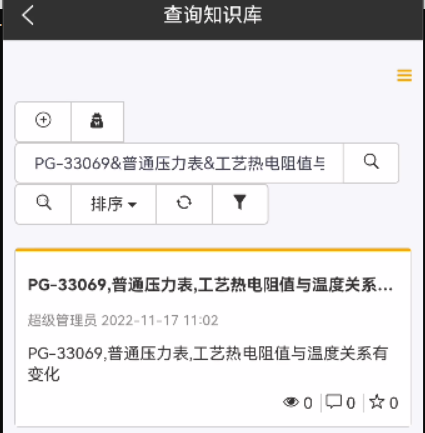 查询知识库
PG-33069&普通压力表&工艺热电阻值与
排序
PG-33069,普通压力表,工艺热电阻值与温度关系...
超级管理员 2022-11-17 11:02
PG-33069,普通压力表,工艺热电阻值与温度关系有
变化
0 0 0